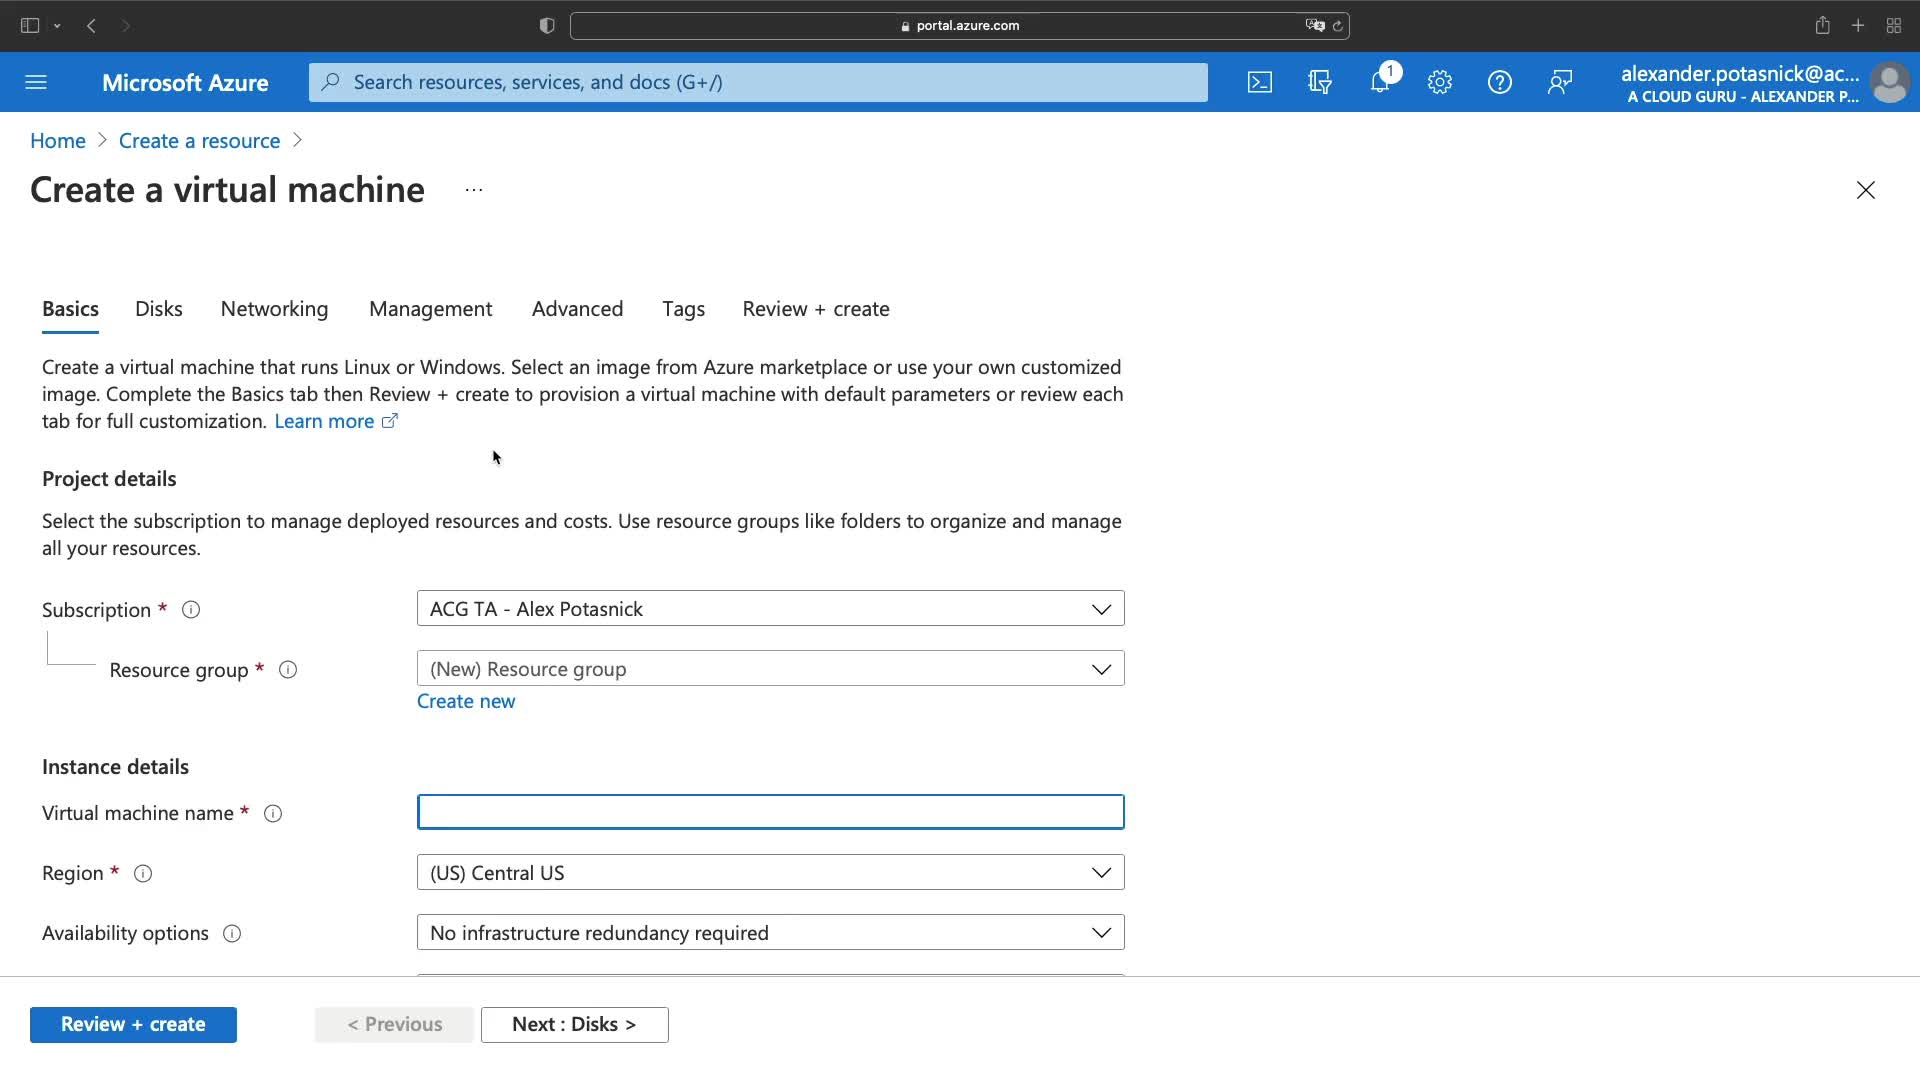 portal.azure.com
Microsoft Azure
Search resources, services, and docs (G+/)
1
alexander.potasnick@ac...
A CLOUD GURU - ALEXANDER P...
Home > Create a resource >
Create a virtual machine ...
Basics Disks Networking Management Advanced Tags Review + create
Create a virtual machine that runs Linux or Windows. Select an image from Azure marketplace or use your own customized
image. Complete the Basics tab then Review + create to provision a virtual machine with default parameters or review each
tab for full customization. Learn more
Project details
Select the subscription to manage deployed resources and costs. Use resource groups like folders to organize and manage
all your resources.
Subscription * ACG TA - Alex Potasnick
Resource group * (New) Resource group
Create new
Instance details
Virtual machine name *
Region * (US) Central US
Availability options No infrastructure redundancy required
Review + create < Previous Next : Disks >